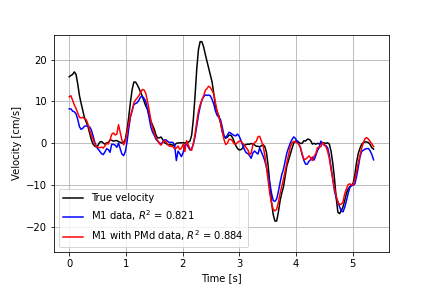 20
10
0
−10
−20
Velocity [cm/s]
True velocity
M1 data, R² = 0.821
M1 with PMd data, R² = 0.884
0 1 2 3 4 5
Time [s]